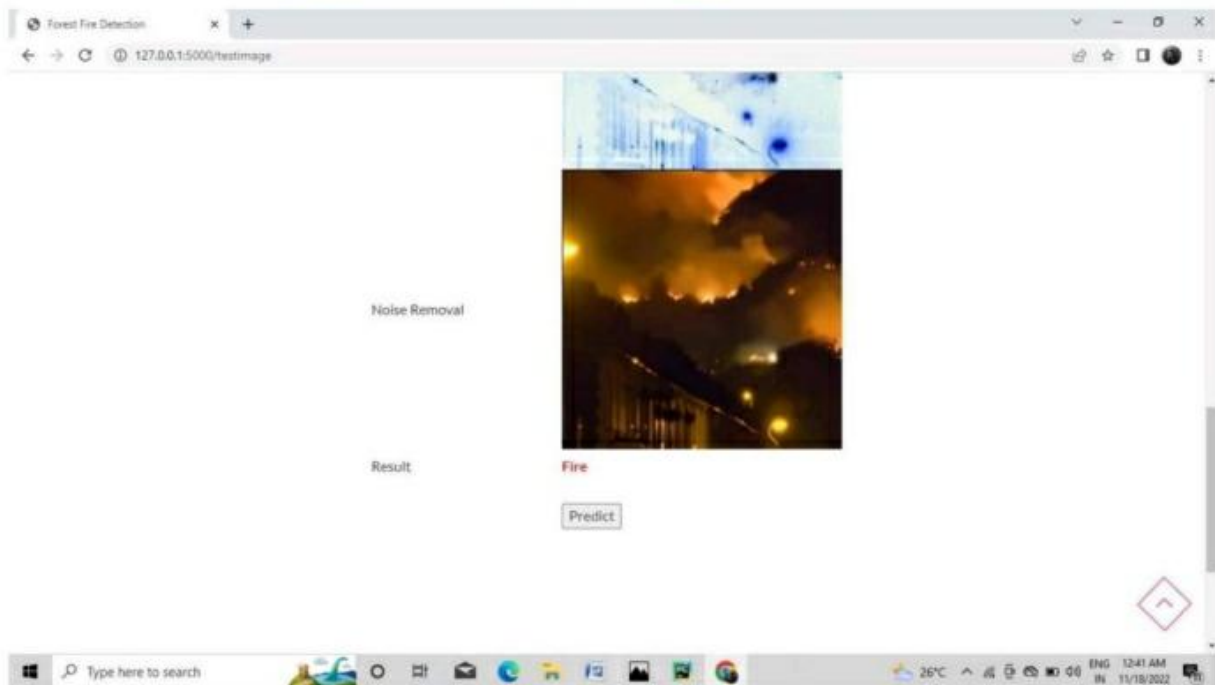 Forest Fire Detection
127.0.0.1:5000/testimage
Noise Removal
Result Fire
Predict
Type here to search
26°C ENG 12:41 AM
IN 11/18/2022